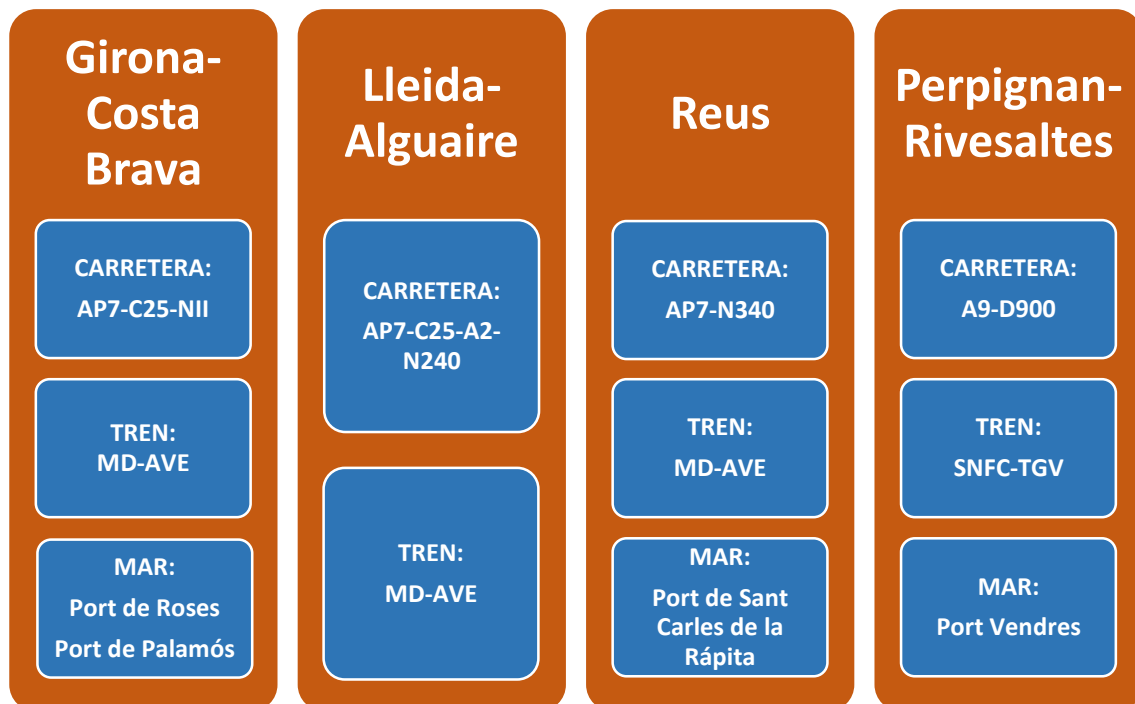 Girona-
Costa
Brava
CARRETERA:
AP7-C25-NII
TREN:
MD-AVE
MAR:
Port de Roses
Port de Palamós
Lleida-
Alguaire
CARRETERA:
AP7-C25-A2-
N240
TREN:
MD-AVE
Reus
CARRETERA:
AP7-N340
TREN:
MD-AVE
MAR:
Port de Sant
Carles de la
Rápita
Perpignan-
Rivesaltes
CARRETERA:
A9-D900
TREN:
SNFC-TGV
MAR:
Port Vendres